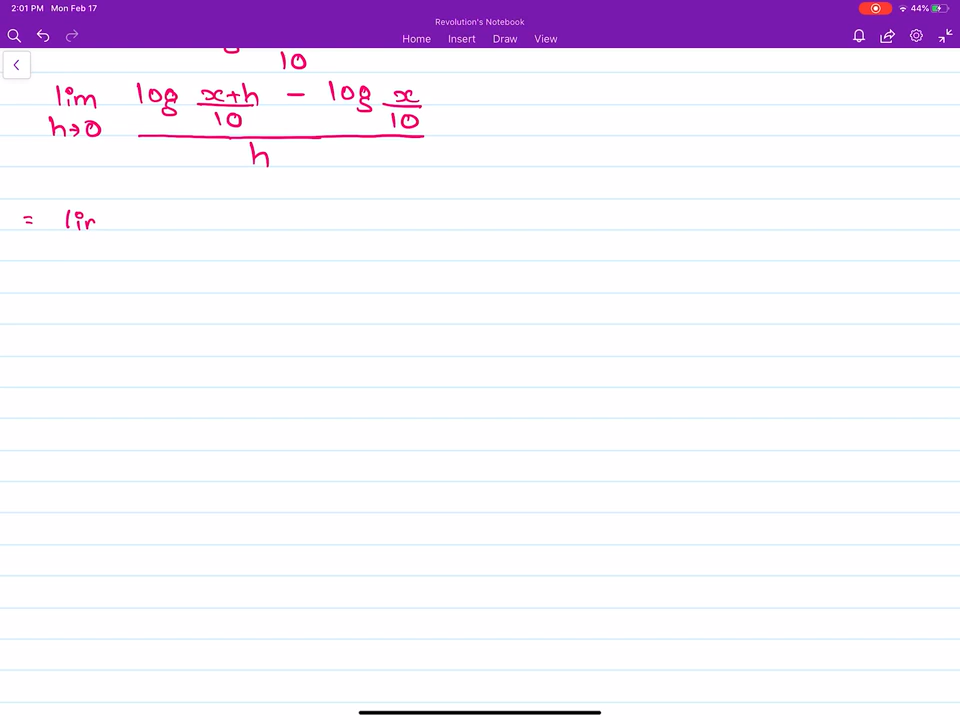 2:01 PM Mon Feb 17
44%
Revolution's Notebook
Home Insert Draw View
10
lim log x+h - log x
h→0 10 10
h
= lim